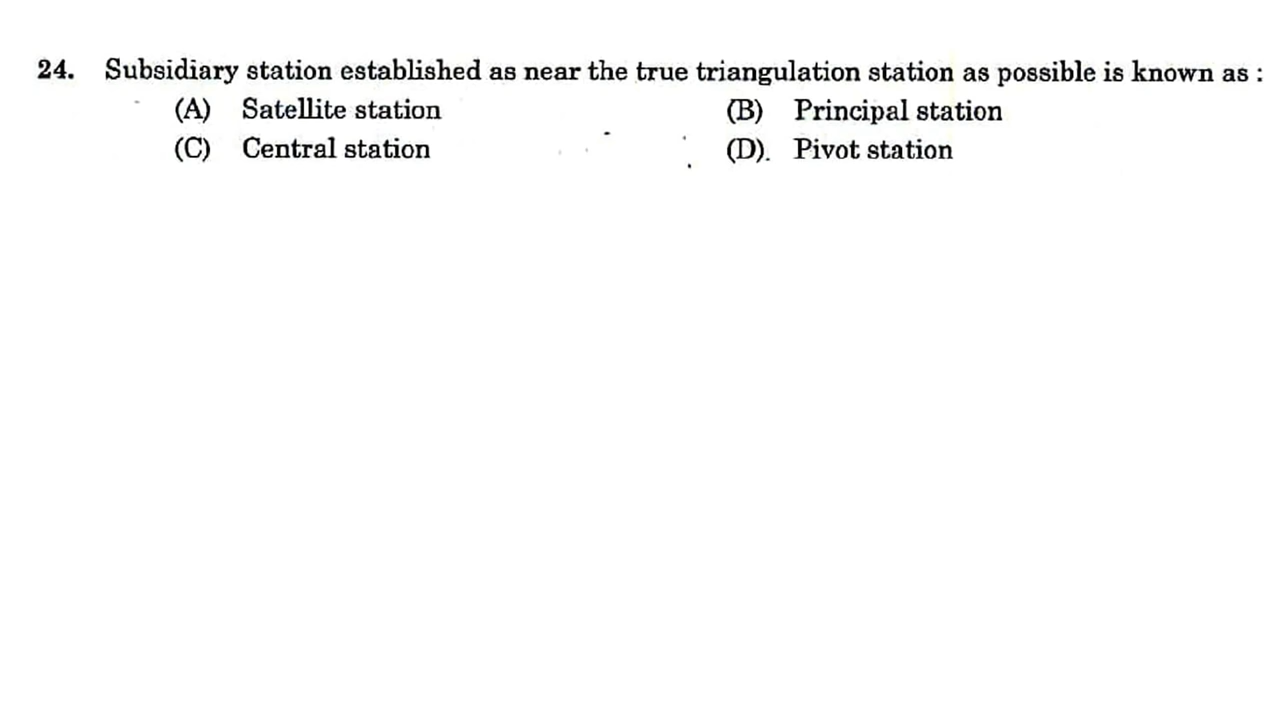 24. Subsidiary station established as near the true triangulation station as possible is known as :
(A) Satellite station (B) Principal station
(C) Central station (D). Pivot station